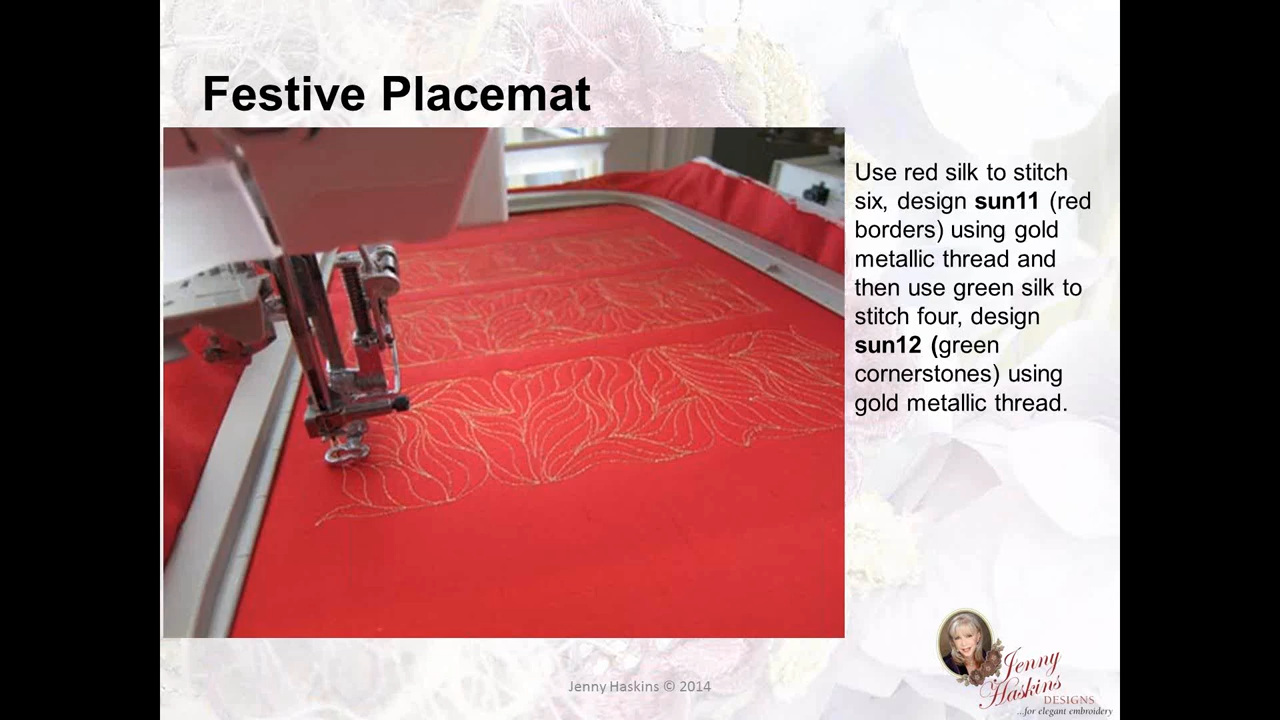 Festive Placemat
Use red silk to stitch
six, design sun11 (red
borders) using gold
metallic thread and
then use green silk to
stitch four, design
sun12 (green
cornerstones) using
gold metallic thread.
Jenny Haskins © 2014
Jenny
Haskins
DESIGNS
...for elegant embroidery